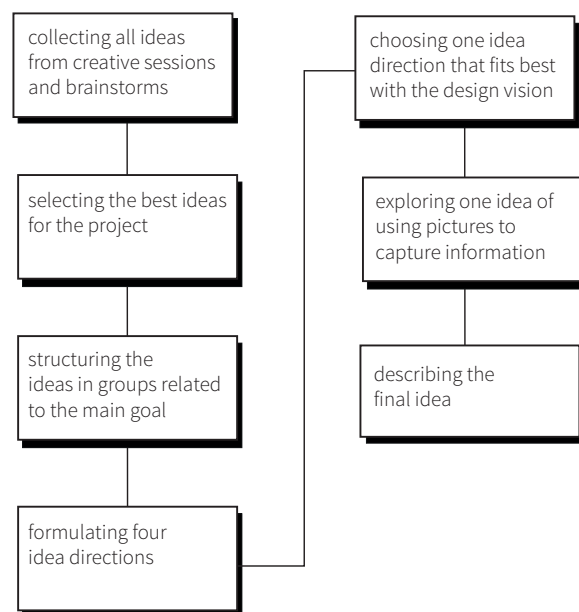 collecting all ideas
from creative sessions
and brainstorms
selecting the best ideas
for the project
structuring the
ideas in groups related
to the main goal
formulating four
idea directions
choosing one idea
direction that fits best
with the design vision
exploring one idea of
using pictures to
capture information
describing the
final idea